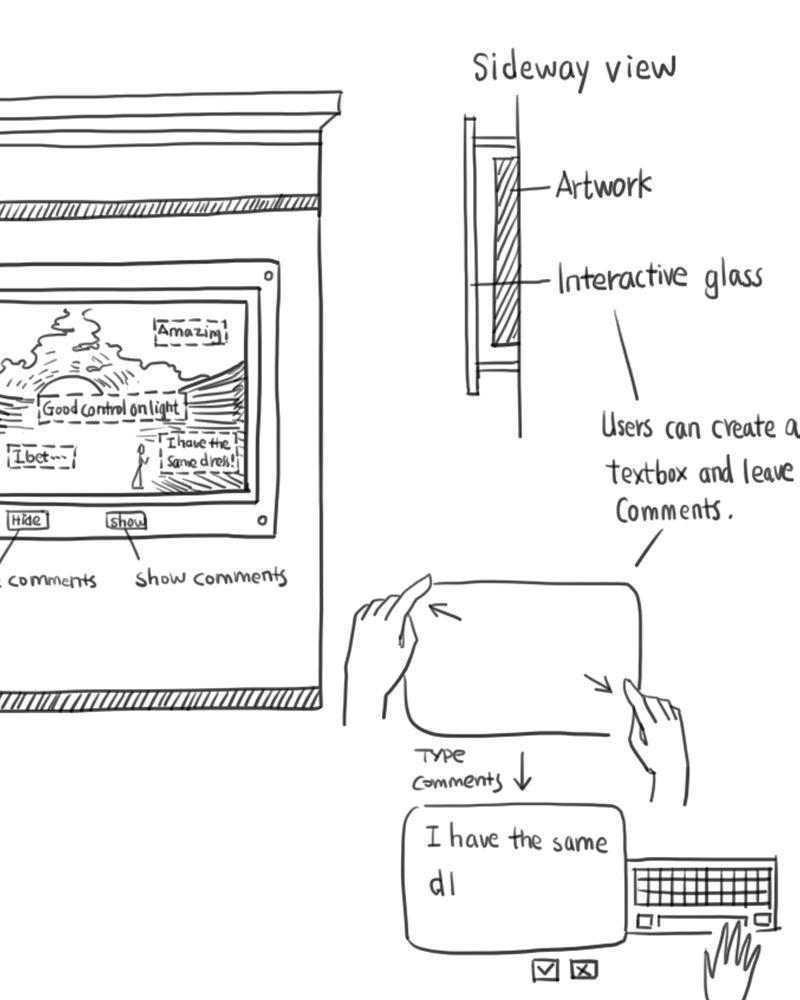 Sideway view
Artwork
Interactive glass
Amazing
Good control on light
I bet---
I have the
same dress!
Hide
show
comments
show comments
Users can create a
textbox and leave
comments.
TYPE
comments
I have the same
d|